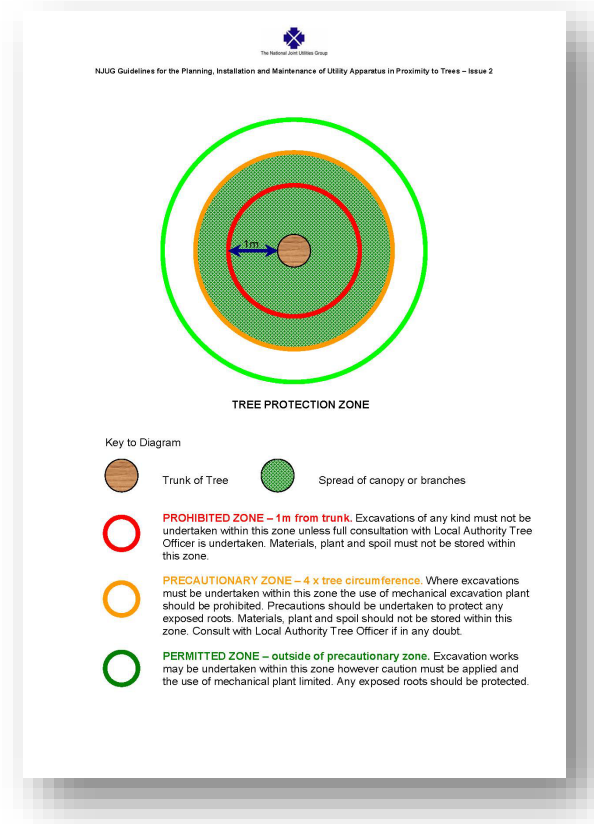 The National Joint Utilities Group
NJUG Guidelines for the Planning, Installation and Maintenance of Utility Apparatus in Proximity to Trees – Issue 2
1m
TREE PROTECTION ZONE
Key to Diagram
Trunk of Tree
Spread of canopy or branches
PROHIBITED ZONE – 1m from trunk. Excavations of any kind must not be
undertaken within this zone unless full consultation with Local Authority Tree
Officer is undertaken. Materials, plant and spoil must not be stored within
this zone.
PRECAUTIONARY ZONE – 4 x tree circumference. Where excavations
must be undertaken within this zone the use of mechanical excavation plant
should be prohibited. Precautions should be undertaken to protect any
exposed roots. Materials, plant and spoil should not be stored within this
zone. Consult with Local Authority Tree Officer if in any doubt.
PERMITTED ZONE – outside of precautionary zone. Excavation works
may be undertaken within this zone however caution must be applied and
the use of mechanical plant limited. Any exposed roots should be protected.